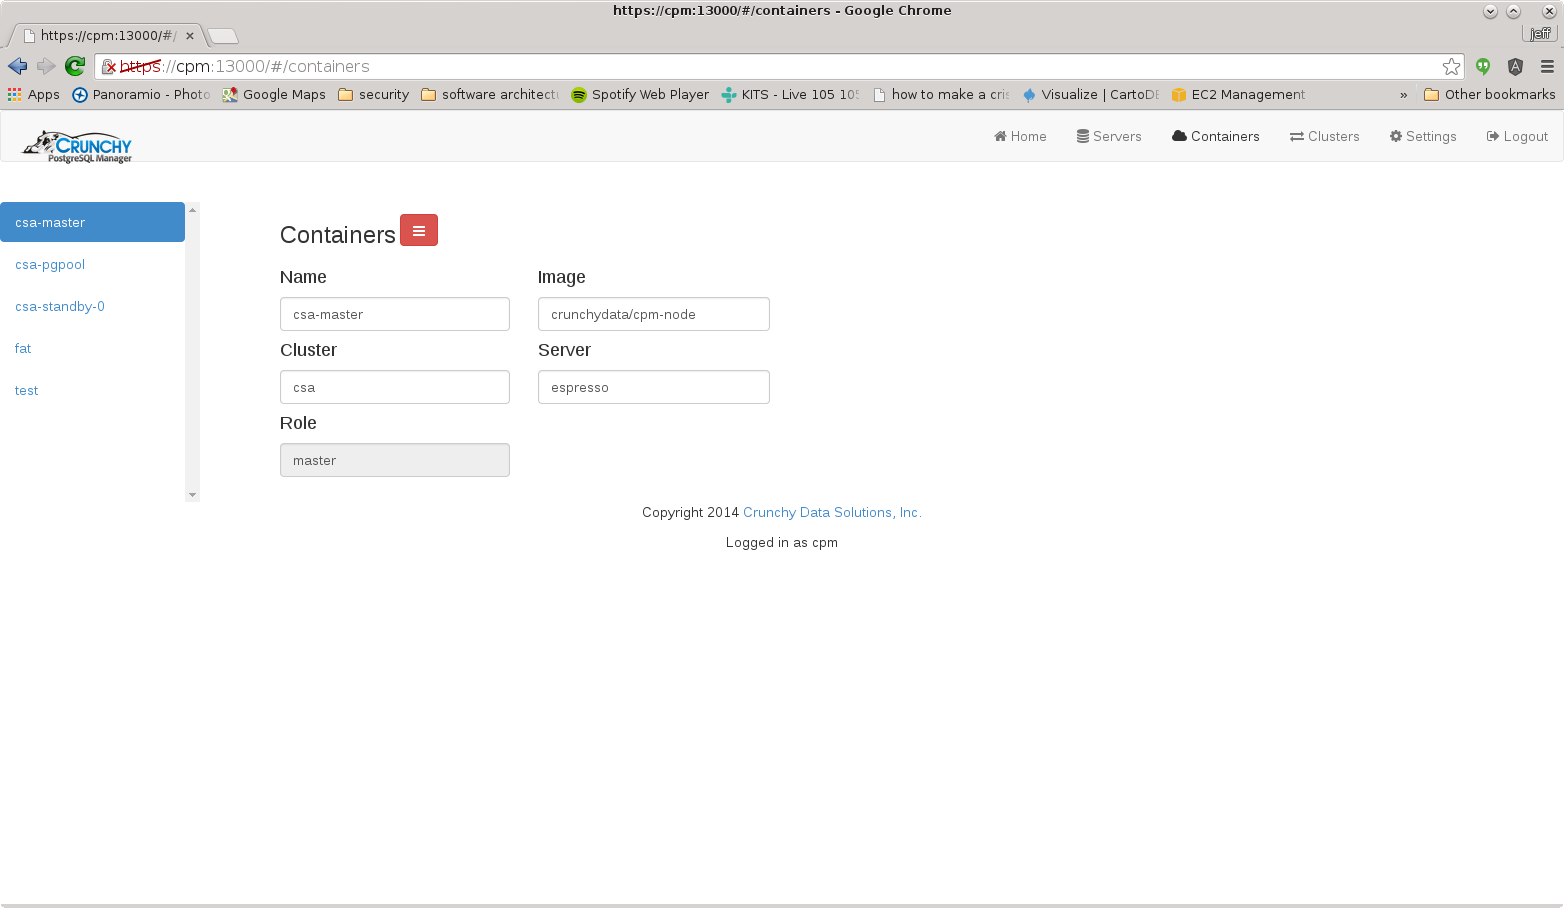 https://cpm:13000/#/containers - Google Chrome
https://cpm:13000/#/
jeff
https://cpm:13000/#/containers
Apps Panoramio - Photo Google Maps security software architect Spotify Web Player KITS - Live 105 105 how to make a cris Visualize | CartoDB EC2 Management » Other bookmarks
CRUNCHY
PostgreSQL Manager
Home Servers Containers Clusters Settings Logout
csa-master
csa-pgpool
csa-standby-0
fat
test
Containers
Name Image
csa-master crunchydata/cpm-node
Cluster Server
csa espresso
Role
master
Copyright 2014 Crunchy Data Solutions, Inc.
Logged in as cpm